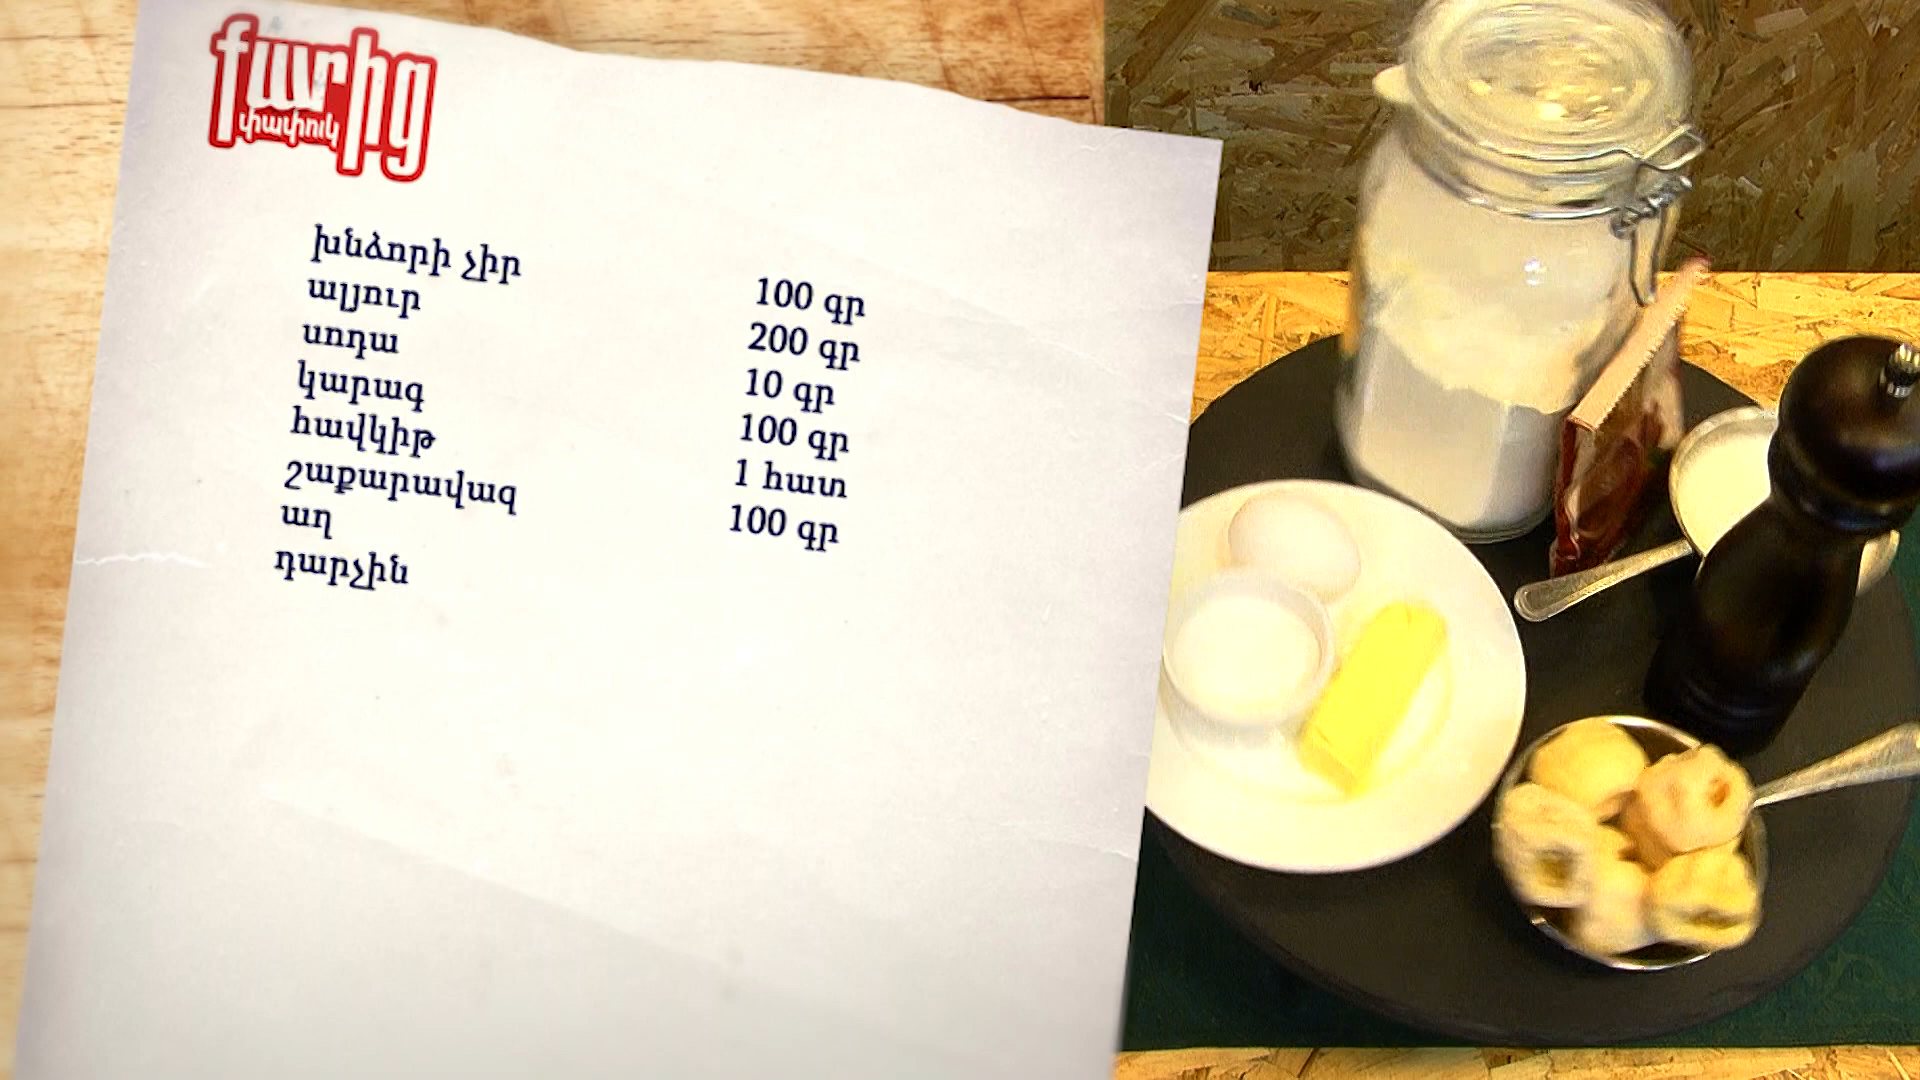 քարից
փափուկ
խնձորի չիր 100 գր
ալյուր 200 գր
սոդա 10 գր
կարագ 100 գր
հավկիթ 1 հատ
շաքարավազ 100 գր
աղ
դարչին